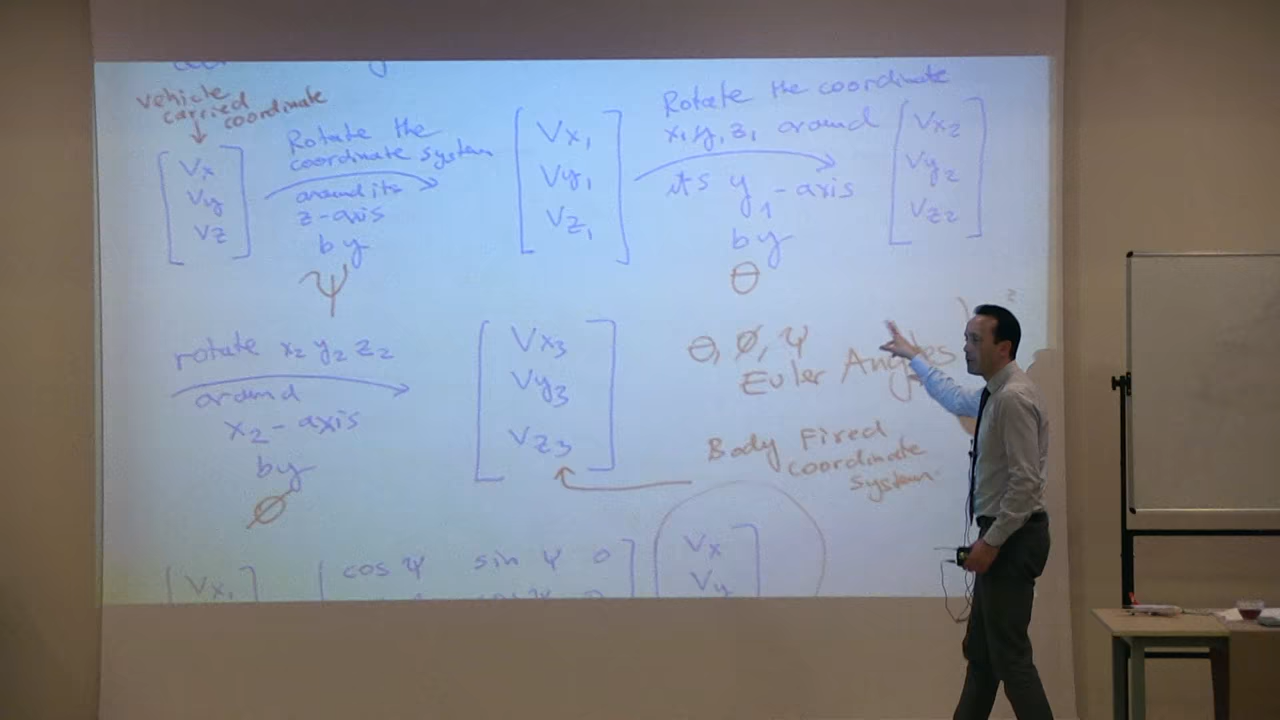 vehicle
carried
coordinate
Vx
Vy
Vz
Rotate the
coordinate system
around its
z-axis
by
ψ
Vx1
Vy1
Vz1
Rotate the coordinate
x1 y1 z1 around
its y1-axis
by
θ
Vx2
Vy2
Vz2
rotate x2 y2 z2
around
x2-axis
by
Ø
Vx3
Vy3
Vz3
θ, Ø, ψ
Euler Angles
Body Fixed
coordinate
system
Vx1 cos ψ sin ψ 0 Vx
Vy